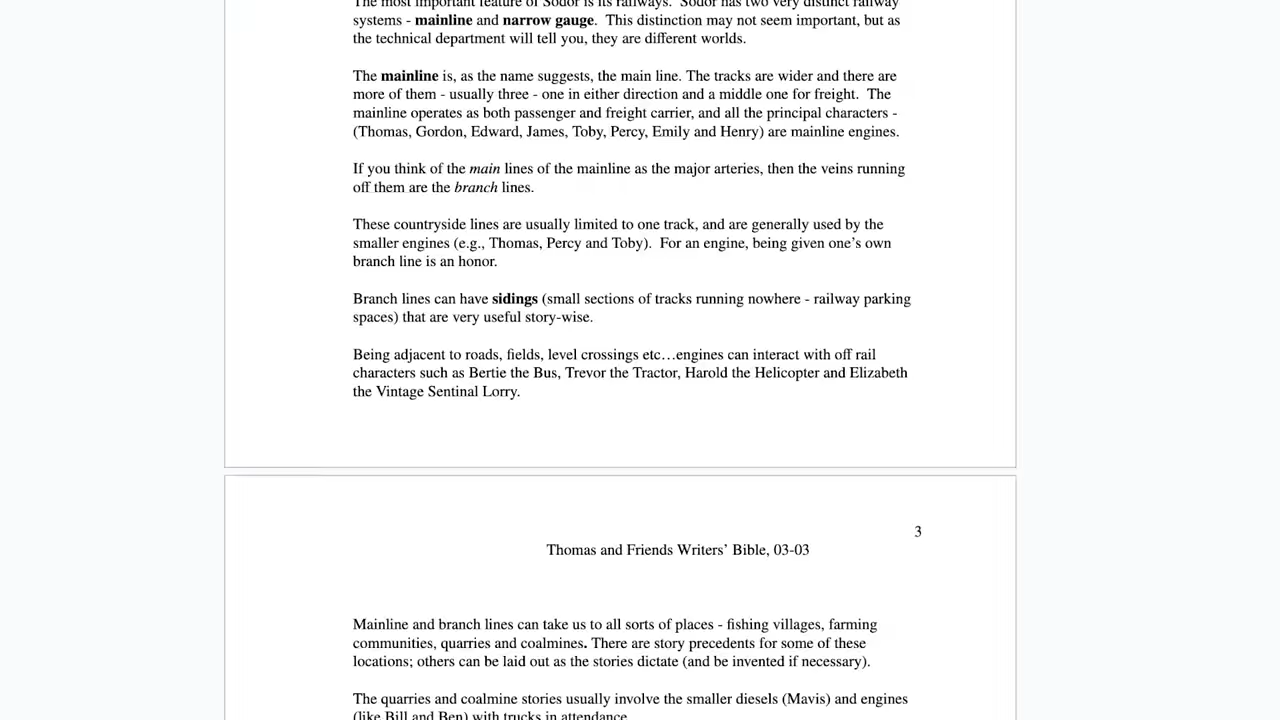 The most important feature of Sodor is its railways.  Sodor has two very distinct railway
systems - mainline and narrow gauge.  This distinction may not seem important, but as
the technical department will tell you, they are different worlds.
The mainline is, as the name suggests, the main line. The tracks are wider and there are
more of them - usually three - one in either direction and a middle one for freight.  The
mainline operates as both passenger and freight carrier, and all the principal characters -
(Thomas, Gordon, Edward, James, Toby, Percy, Emily and Henry) are mainline engines.
If you think of the main lines of the mainline as the major arteries, then the veins running
off them are the branch lines.
These countryside lines are usually limited to one track, and are generally used by the
smaller engines (e.g., Thomas, Percy and Toby).  For an engine, being given one’s own
branch line is an honor.
Branch lines can have sidings (small sections of tracks running nowhere - railway parking
spaces) that are very useful story-wise.
Being adjacent to roads, fields, level crossings etc…engines can interact with off rail
characters such as Bertie the Bus, Trevor the Tractor, Harold the Helicopter and Elizabeth
the Vintage Sentinal Lorry.
3
Thomas and Friends Writers’ Bible, 03-03
Mainline and branch lines can take us to all sorts of places - fishing villages, farming
communities, quarries and coalmines. There are story precedents for some of these
locations; others can be laid out as the stories dictate (and be invented if necessary).
The quarries and coalmine stories usually involve the smaller diesels (Mavis) and engines
(like Bill and Ben) with trucks in attendance.